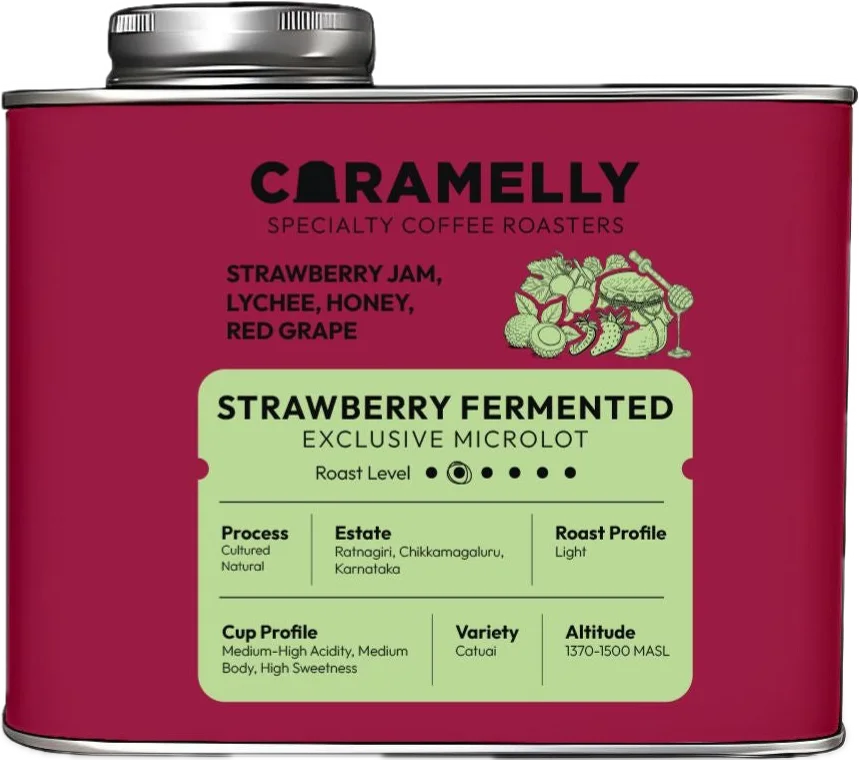 CARAMELLY
SPECIALTY COFFEE ROASTERS
STRAWBERRY JAM,
LYCHEE, HONEY,
RED GRAPE
STRAWBERRY FERMENTED
EXCLUSIVE MICROLOT
Roast Level
Process
Cultured
Natural
Estate
Ratnagiri, Chikkamagaluru,
Karnataka
Roast Profile
Light
Cup Profile
Medium-High Acidity, Medium
Body, High Sweetness
Variety
Catuai
Altitude
1370-1500 MASL